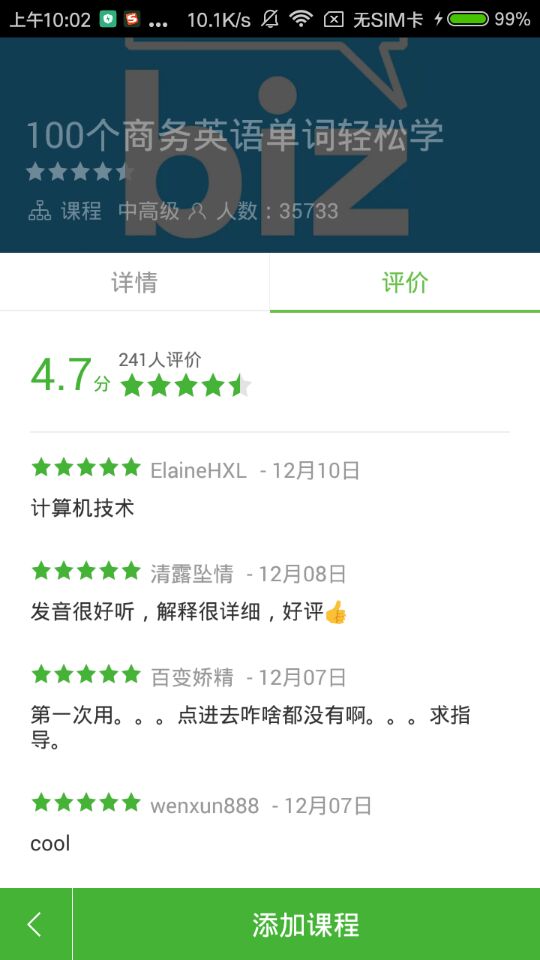 上午10:02 ... 10.1K/s 无SIM卡 99%
biz
100个商务英语单词轻松学
课程 中高级 人数：35733
详情 评价
4.7分 241人评价
ElaineHXL - 12月10日
计算机技术
清露坠情 - 12月08日
发音很好听，解释很详细，好评👍
百变娇精 - 12月07日
第一次用。。。点进去咋啥都没有啊。。。求指
导。
wenxun888 - 12月07日
cool
添加课程